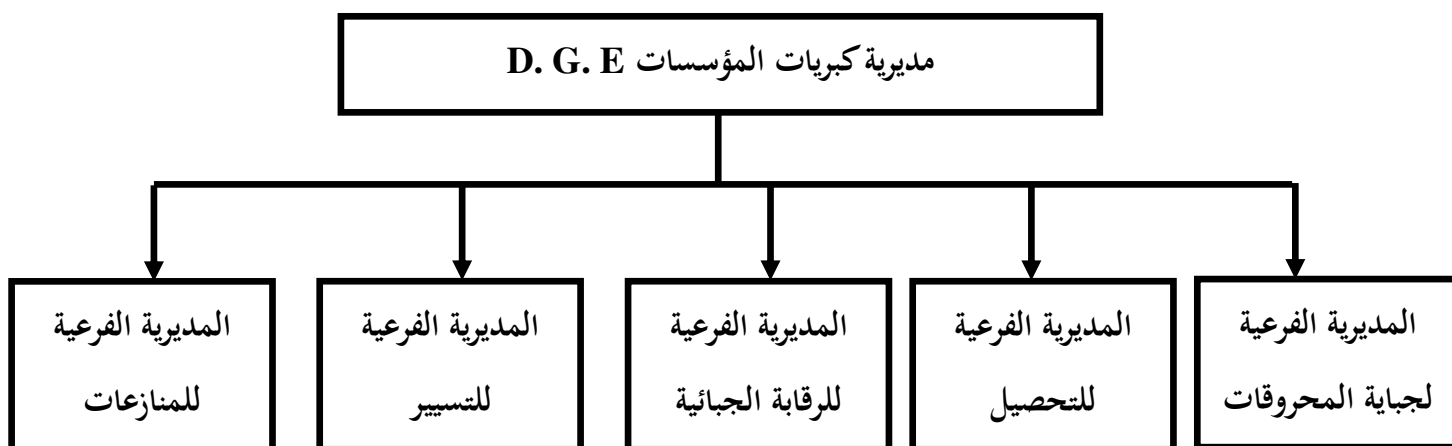 مديرية كبريات المؤسسات D. G. E
المديرية الفرعية
لجباية المحروقات
المديرية الفرعية
للتحصيل
المديرية الفرعية
للرقابة الجبائية
المديرية الفرعية
للتسيير
المديرية الفرعية
للمنازعات